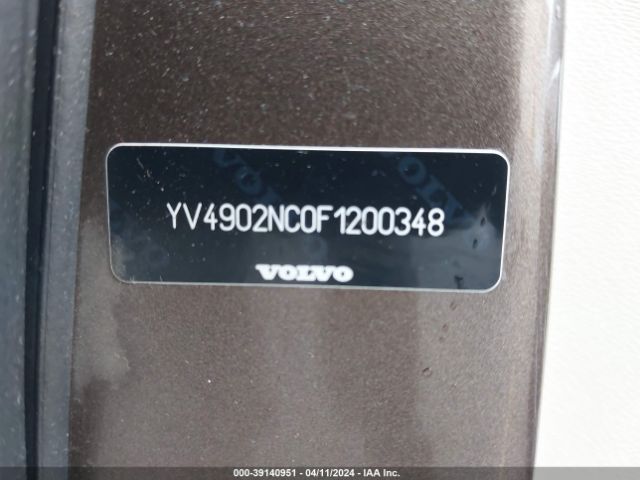 YV4902NC0F1200348
VOLVO
000-39140951 - 04/11/2024 - IAA Inc.